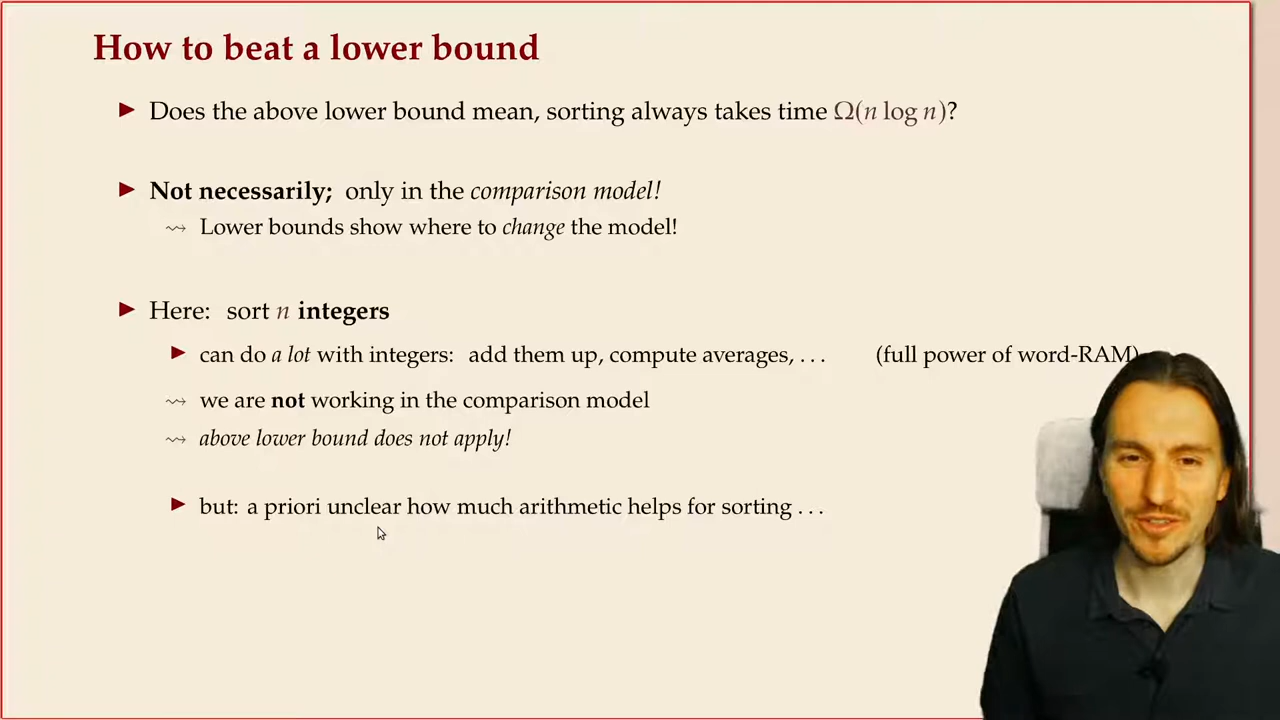 How to beat a lower bound
▶ Does the above lower bound mean, sorting always takes time Ω(n log n)?
▶ Not necessarily; only in the comparison model!
⇝ Lower bounds show where to change the model!
▶ Here: sort n integers
▶ can do a lot with integers: add them up, compute averages, . . . (full power of word-RAM)
⇝ we are not working in the comparison model
⇝ above lower bound does not apply!
▶ but: a priori unclear how much arithmetic helps for sorting . . .